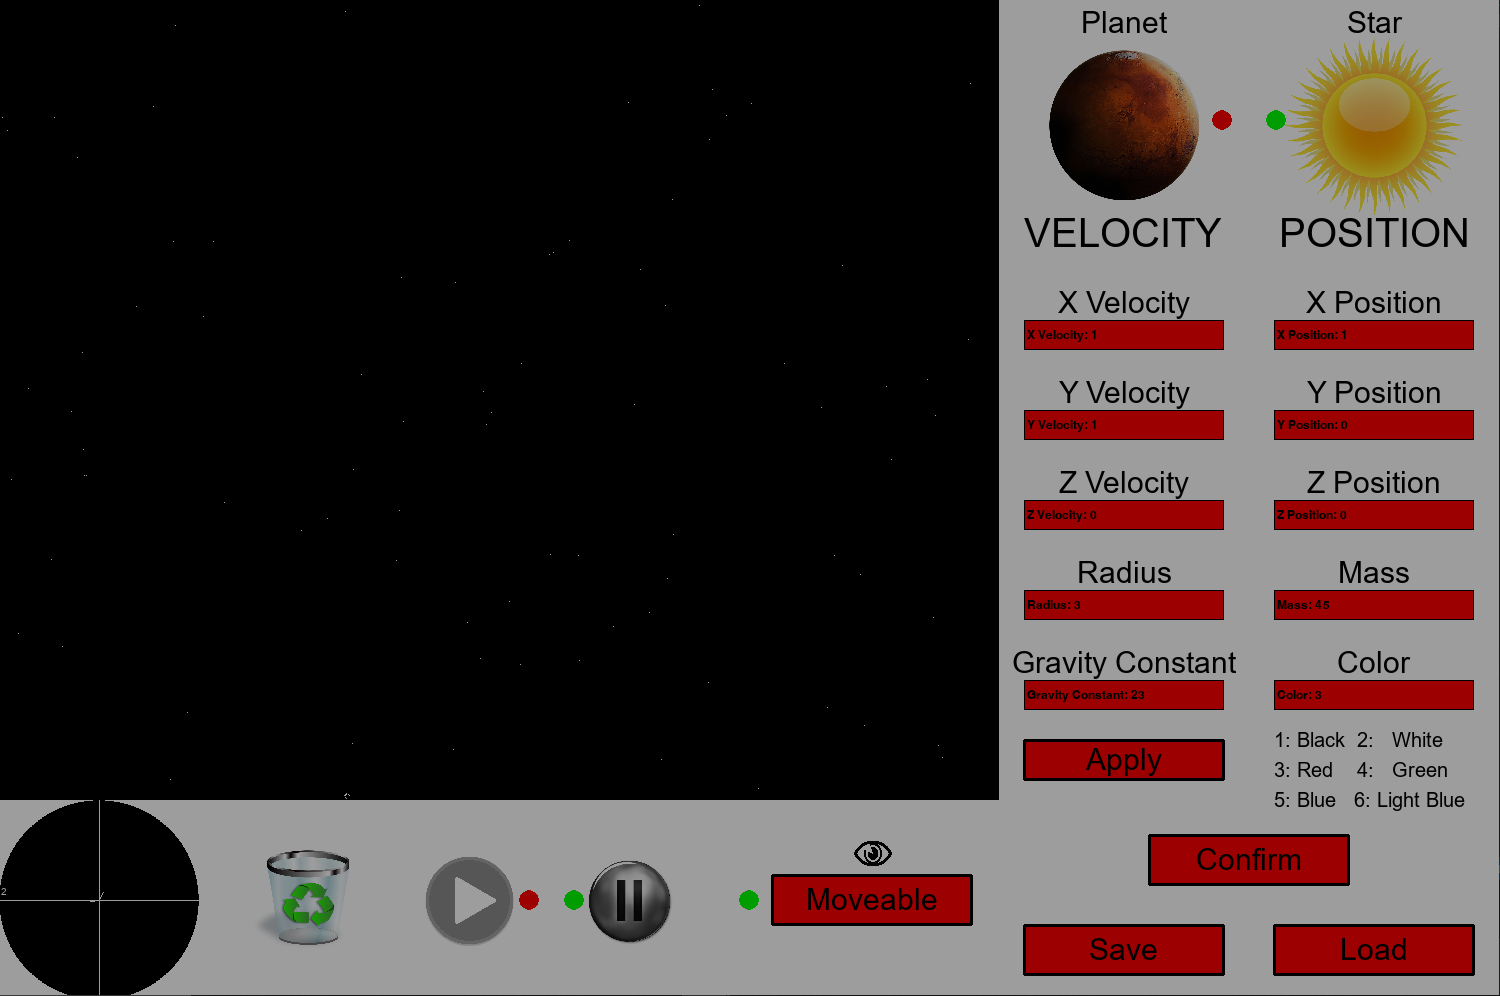 Planet
Star
VELOCITY
POSITION
X Velocity
X Position
X Velocity: 1
X Position: 1
Y Velocity
Y Position
Y Velocity: 1
Y Position: 0
Z Velocity
Z Position
Z Velocity: 0
Z Position: 0
Radius
Mass
Radius: 3
Mass: 45
Gravity Constant
Color
Gravity Constant: 23
Color: 3
1: Black 2: White
3: Red 4: Green
5: Blue 6: Light Blue
Apply
Confirm
Moveable
Save
Load
2